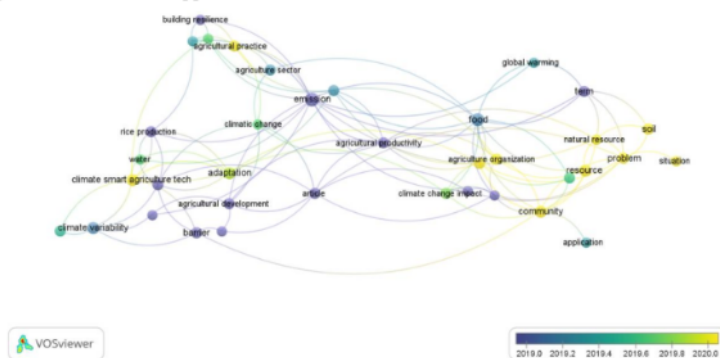 building resilience
agricultural practice
global warming
agriculture sector
term
emission
food
climatic change
soil
rice production
natural resource
agricultural productivity
water
agriculture organization
problem
situation
adaptation
resource
climate smart agriculture tech
article
climate change impact
agricultural development
community
climate variability
barrier
application
VOSviewer
2019.0 2019.2 2019.4 2019.6 2019.8 2020.0